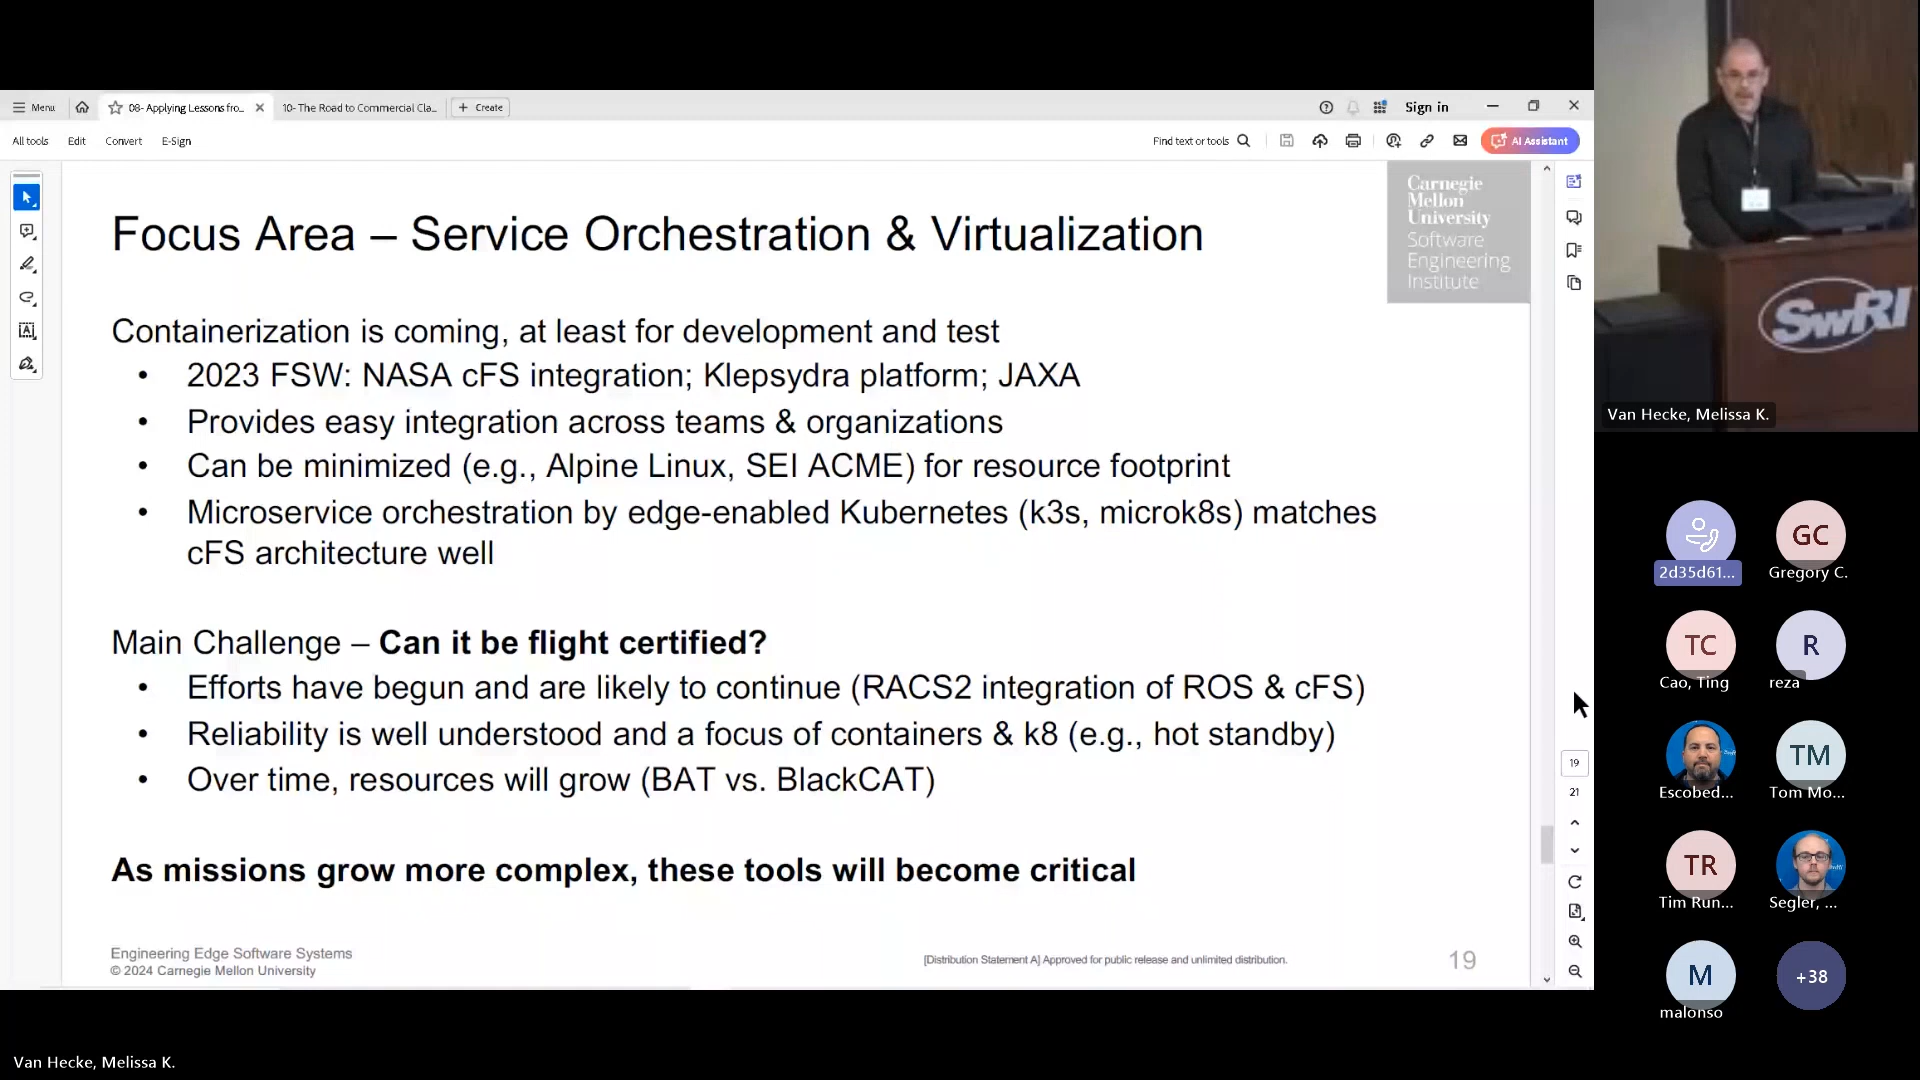 Menu
08- Applying Lessons fro...
10- The Road to Commercial Cla...
+ Create
Sign in
All tools
Edit
Convert
E-Sign
Find text or tools
AI Assistant
Carnegie
Mellon
University
Software
Engineering
Institute
Focus Area – Service Orchestration & Virtualization
Containerization is coming, at least for development and test
• 2023 FSW: NASA cFS integration; Klepsydra platform; JAXA
• Provides easy integration across teams & organizations
• Can be minimized (e.g., Alpine Linux, SEI ACME) for resource footprint
• Microservice orchestration by edge-enabled Kubernetes (k3s, microk8s) matches
cFS architecture well
Main Challenge – Can it be flight certified?
• Efforts have begun and are likely to continue (RACS2 integration of ROS & cFS)
• Reliability is well understood and a focus of containers & k8 (e.g., hot standby)
• Over time, resources will grow (BAT vs. BlackCAT)
As missions grow more complex, these tools will become critical
Engineering Edge Software Systems
© 2024 Carnegie Mellon University
[Distribution Statement A] Approved for public release and unlimited distribution.
19
19
21
SwRI
Van Hecke, Melissa K.
2d35d61...
GC
Gregory C.
TC
Cao, Ting
R
reza
Escobed...
TM
Tom Mo...
TR
Tim Run...
Segler, ...
M
malonso
+38
Van Hecke, Melissa K.